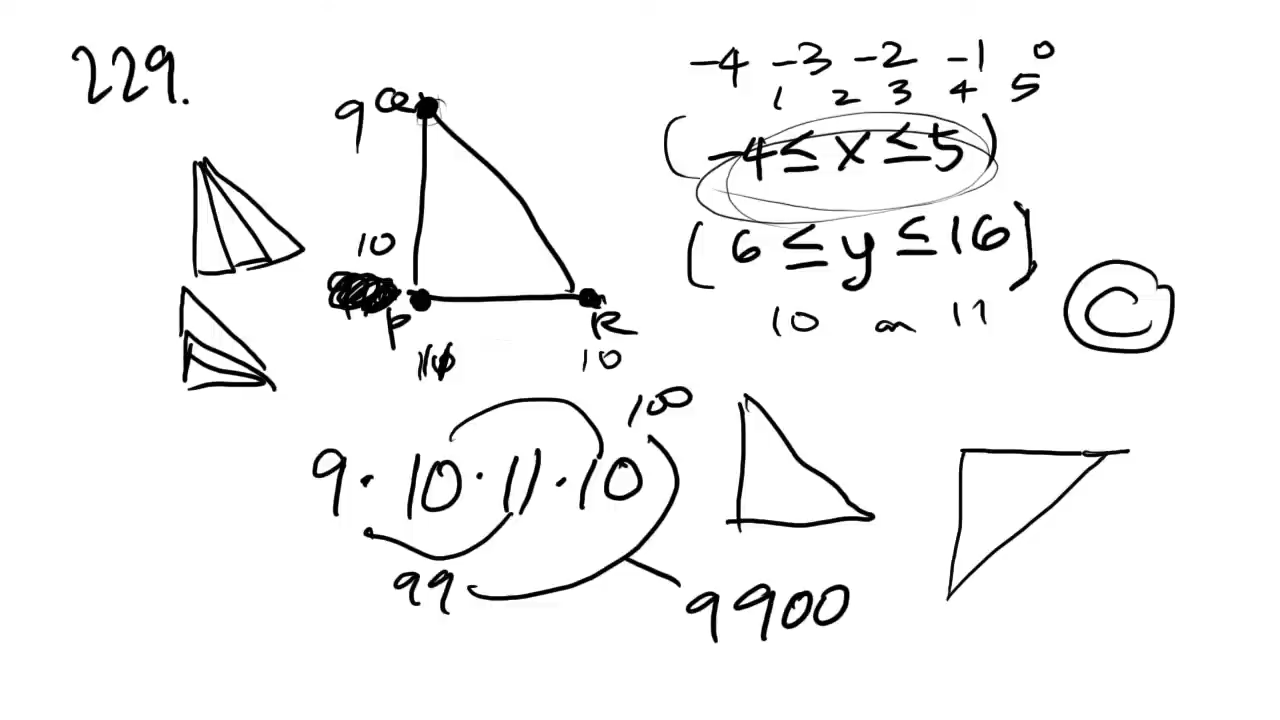 229.
-4 -3 -2 -1 0
1 2 3 4 5
(-4 ≤ x ≤ 5)
(6 ≤ y ≤ 16)
10 or 11
C
9 Q
10
P R
10
100
9 · 10 · 11 · 10
99
9900